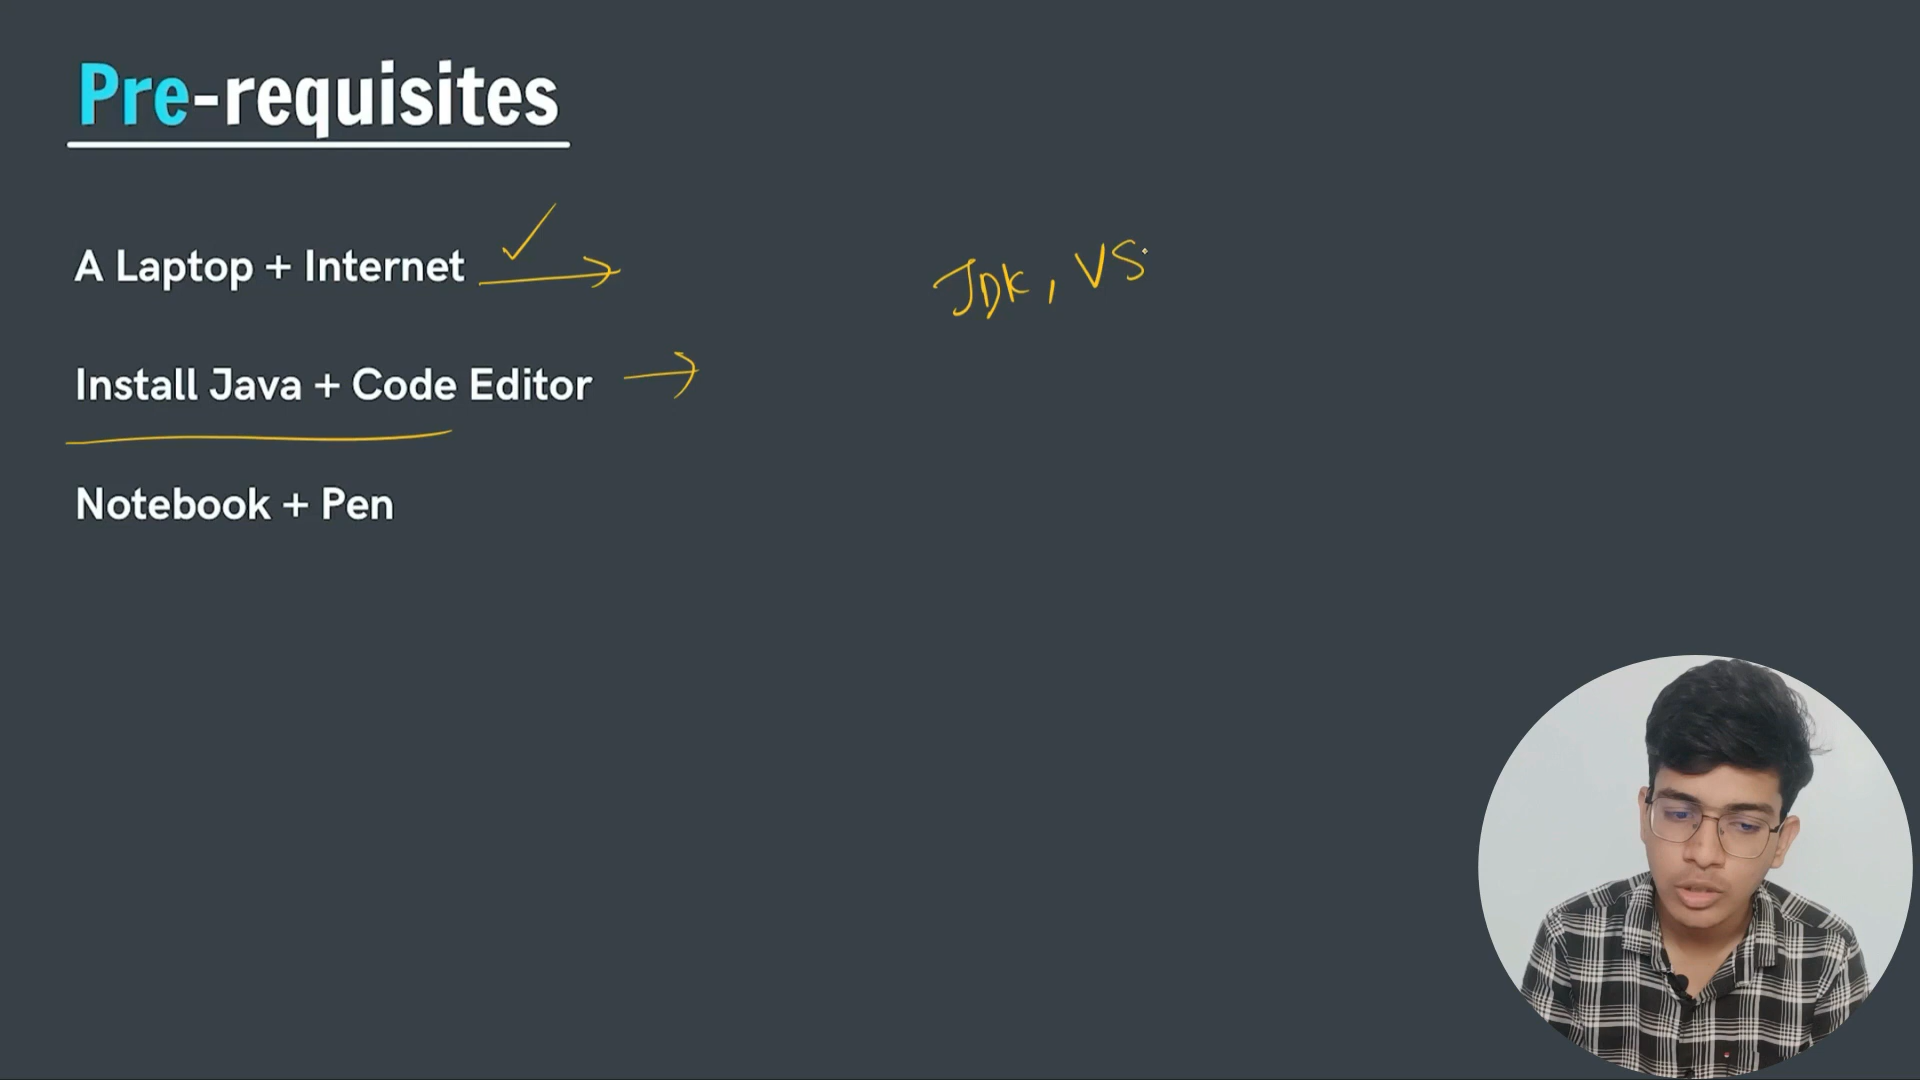 Pre-requisites
A Laptop + Internet
JDK, VS
Install Java + Code Editor
Notebook + Pen